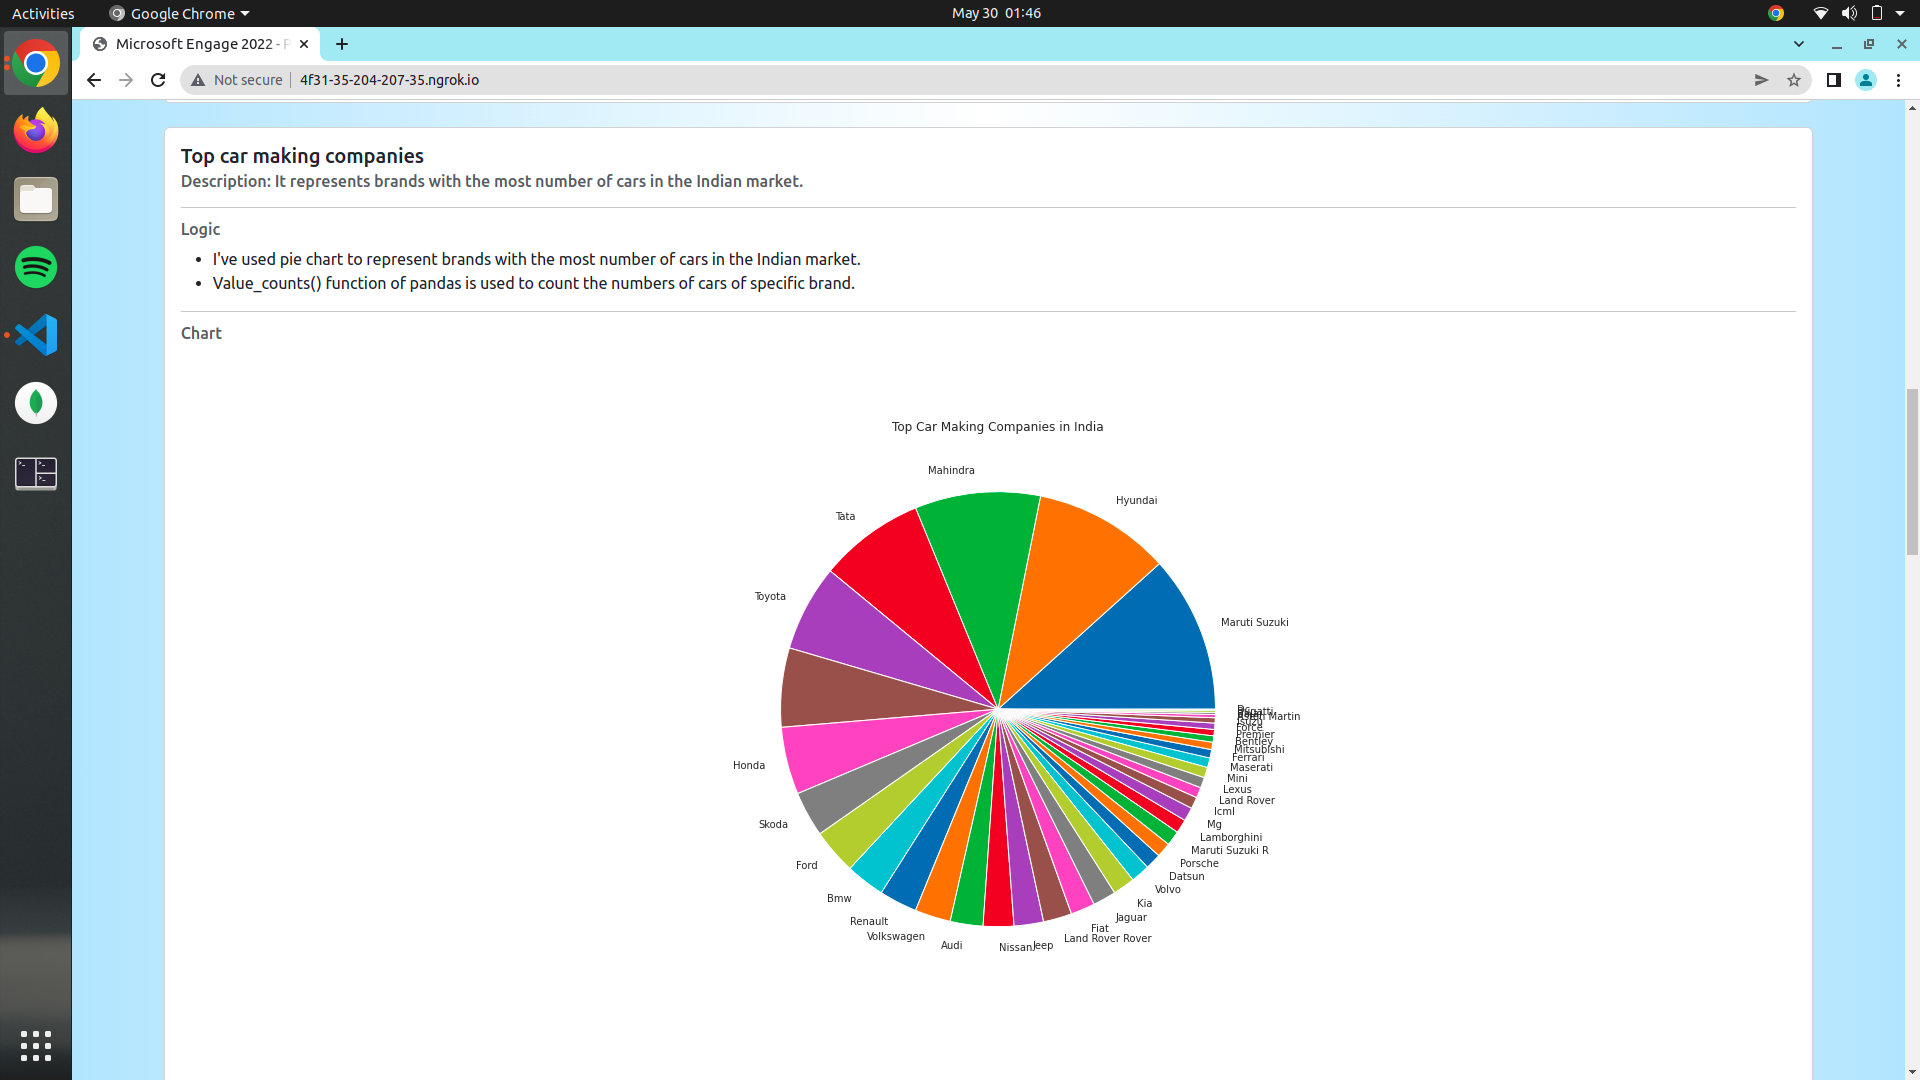 Activities
Google Chrome
May 30 01:46
Microsoft Engage 2022 - P
Not secure
4f31-35-204-207-35.ngrok.io
Top car making companies
Description: It represents brands with the most number of cars in the Indian market.
Logic
• I've used pie chart to represent brands with the most number of cars in the Indian market.
• Value_counts() function of pandas is used to count the numbers of cars of specific brand.
Chart
Top Car Making Companies in India
Mahindra
Hyundai
Tata
Toyota
Maruti Suzuki
Aston Martin
Isuzu
Force
Premier
Bentley
Mitsubishi
Ferrari
Honda
Maserati
Mini
Lexus
Land Rover
Icml
Skoda
Mg
Lamborghini
Maruti Suzuki R
Ford
Porsche
Datsun
Volvo
Bmw
Kia
Jaguar
Renault
Fiat
Volkswagen
Land Rover Rover
Audi
Nissan
Jeep